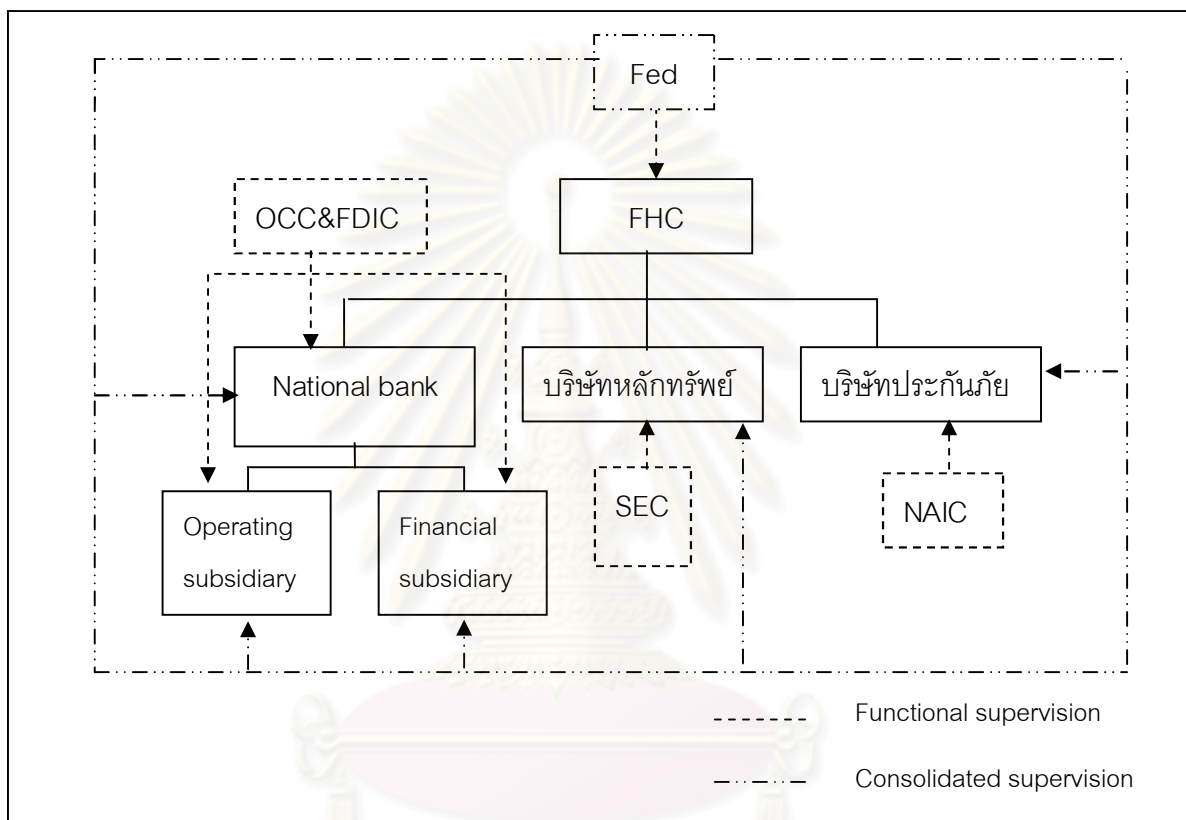 Fed
OCC&FDIC
FHC
National bank
บริษัทหลักทรัพย์
บริษัทประกันภัย
Operating
subsidiary
Financial
subsidiary
SEC
NAIC
Functional supervision
Consolidated supervision